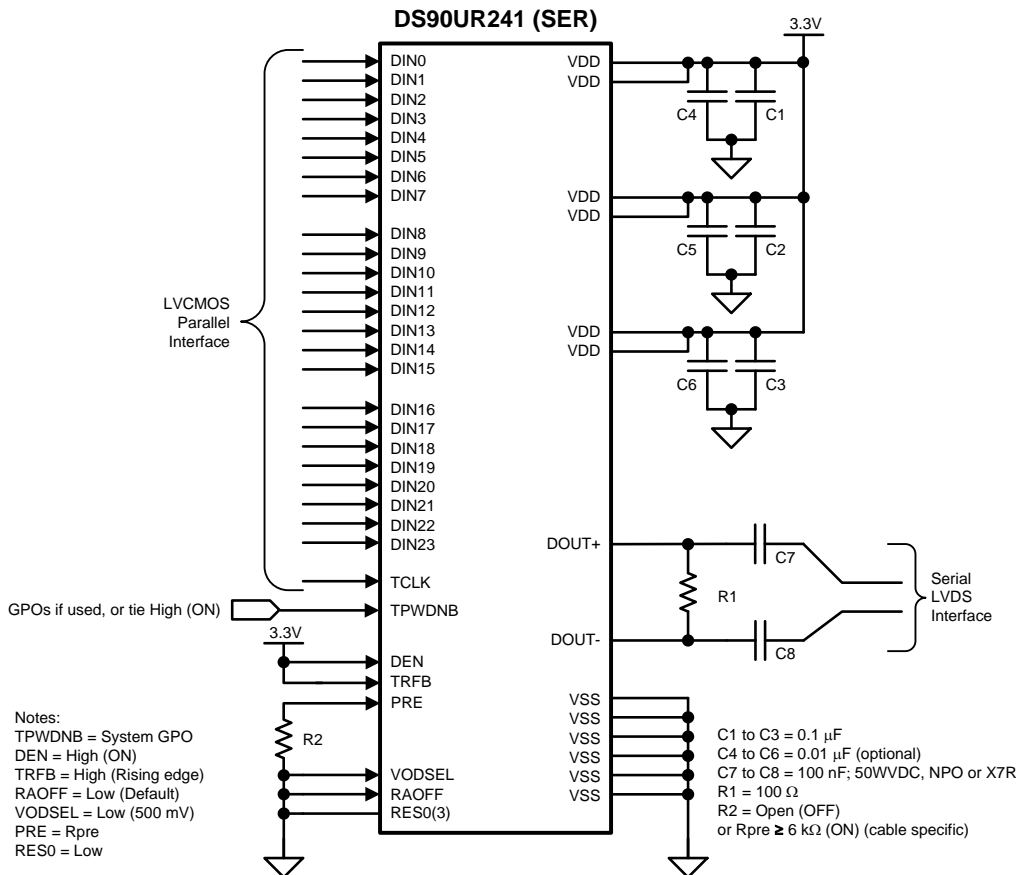 DS90UR241 (SER)
3.3V
DIN0
DIN1
DIN2
DIN3
DIN4
DIN5
DIN6
DIN7
DIN8
DIN9
DIN10
DIN11
DIN12
DIN13
DIN14
DIN15
DIN16
DIN17
DIN18
DIN19
DIN20
DIN21
DIN22
DIN23
TCLK
TPWDNB
DEN
TRFB
PRE
VODSEL
RAOFF
RES0(3)
LVCMOS
Parallel
Interface
GPOs if used, or tie High (ON)
3.3V
R2
VDD
VDD
C4
C1
VDD
VDD
C5
C2
VDD
VDD
C6
C3
DOUT+
C7
R1
DOUT-
C8
Serial
LVDS
Interface
VSS
VSS
VSS
VSS
VSS
VSS
Notes:
TPWDNB = System GPO
DEN = High (ON)
TRFB = High (Rising edge)
RAOFF = Low (Default)
VODSEL = Low (500 mV)
PRE = Rpre
RES0 = Low
C1 to C3 = 0.1 μF
C4 to C6 = 0.01 μF (optional)
C7 to C8 = 100 nF; 50WVDC, NPO or X7R
R1 = 100 Ω
R2 = Open (OFF)
or Rpre ≥ 6 kΩ (ON) (cable specific)